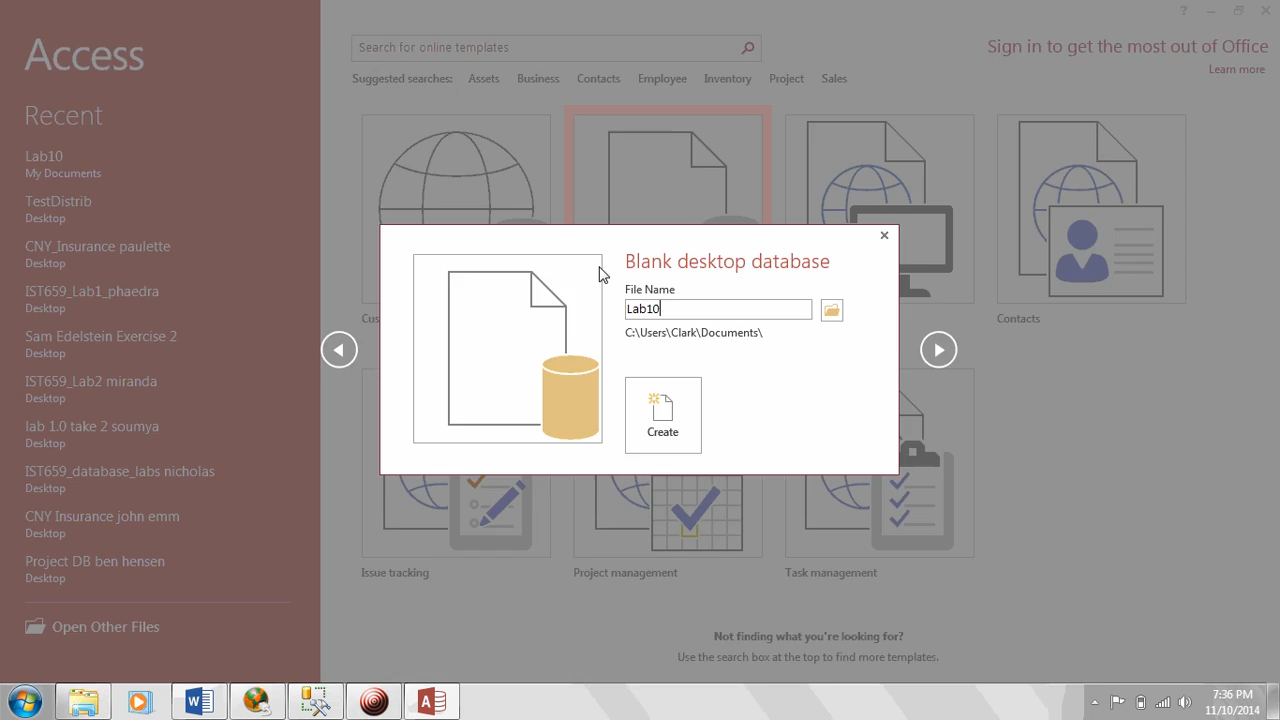 Access
Recent
Lab10
My Documents
TestDistrib
Desktop
CNY_Insurance paulette
Desktop
IST659_Lab1_phaedra
Desktop
Sam Edelstein Exercise 2
Desktop
IST659_Lab2 miranda
Desktop
lab 1.0 take 2 soumya
Desktop
IST659_database_labs nicholas
Desktop
CNY Insurance john emm
Desktop
Project DB ben hensen
Desktop
Open Other Files
?
Search for online templates
Sign in to get the most out of Office
Learn more
Suggested searches: Assets Business Contacts Employee Inventory Project Sales
Blank desktop database
File Name
Lab10
C:\Users\Clark\Documents\
Create
Cus
Contacts
Issue tracking
Project management
Task management
Not finding what you're looking for?
Use the search box at the top to find more templates.
7:36 PM
11/10/2014